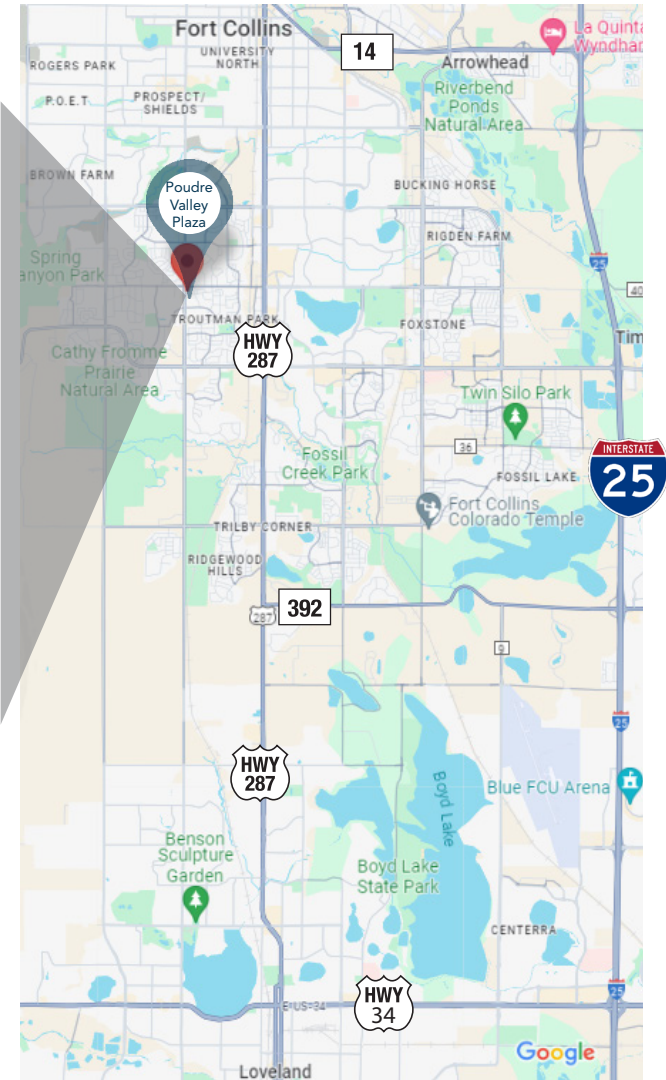 Fort Collins
UNIVERSITY
NORTH
14
La Quinta
Wyndhar
ROGERS PARK
Arrowhead
P.O.E.T
PROSPECT/
SHIELDS
Riverbend
Ponds
Natural Area
BROWN FARM
BUCKING HORSE
Poudre
Valley
Plaza
RIGDEN FARM
Spring
anyon Park
25
40
TROUTMAN PARK
FOXSTONE
Tim
HWY
287
Cathy Fromme
Prairie
Natural Area
Twin Silo Park
36
INTERSTATE
25
Fossil
Creek Park
FOSSIL LAKE
Fort Collins
Colorado Temple
TRILBY CORNER
RIDGEWOOD
HILLS
287
392
9
25
HWY
287
Boyd Lake
Blue FCU Arena
Benson
Sculpture
Garden
Boyd Lake
State Park
CENTERRA
25
E-US-34
HWY
34
Google
Loveland